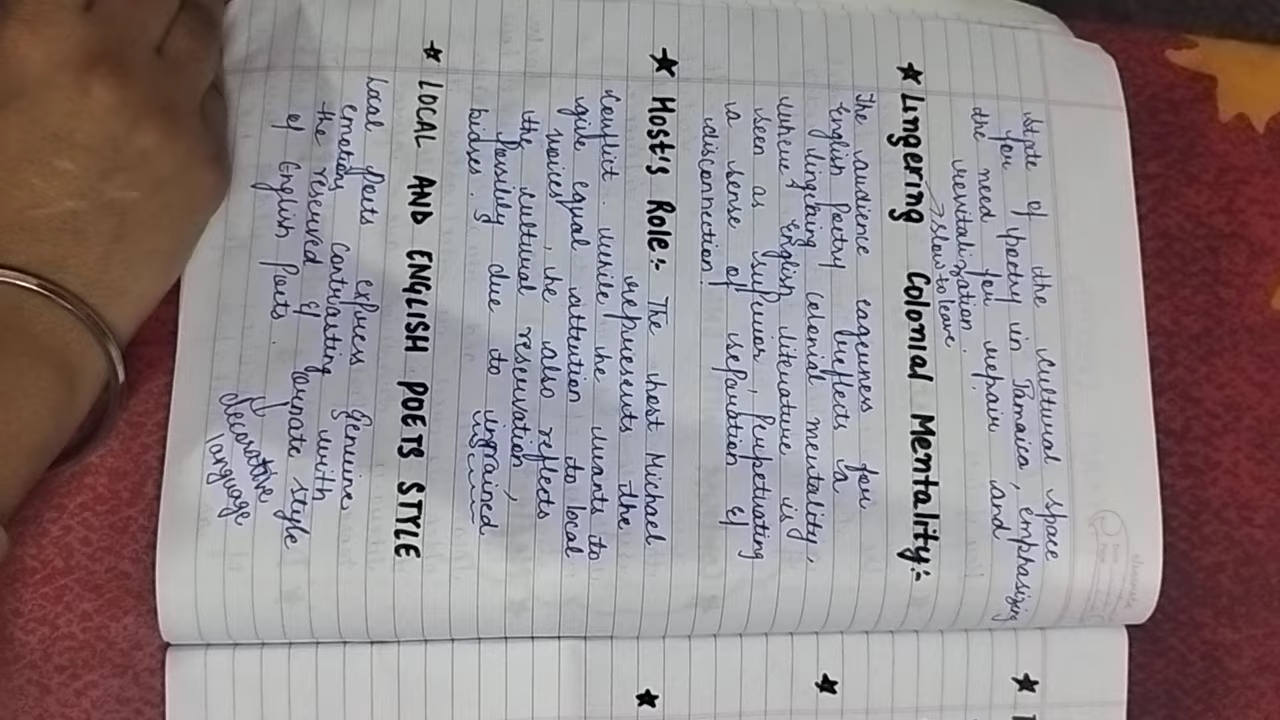 State of the cultural space
for poetry in Jamaica, emphasizing
the need for repair and
revitalization.
→ slow to leave
★ Lingering Colonial Mentality:-
The audience eagerness for
English Poetry reflects a
lingering colonial mentality,
where English literature is
seen as superior, Perpetuating
a sense of separation &
disconnection!
★ Host's Role:- The host Michael
represents the
Conflict. while he wants to
give equal attention to local
voices, he also reflects
the cultural reservation,
Possibly due to ingrained
biases.
★ LOCAL AND ENGLISH POETS STYLE
Local Poets express genuine
emotions contrasting with
the reserved & ornate style
of English Poets.
Decorative
language
★
★
★